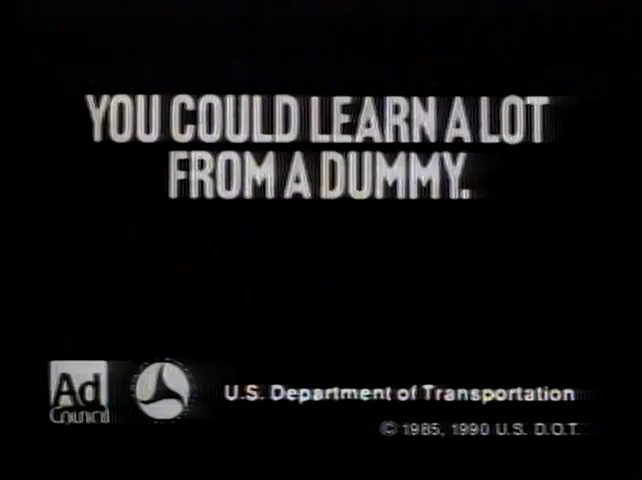 YOU COULD LEARN A LOT
FROM A DUMMY.
Ad
Council
U.S. Department of Transportation
© 1985, 1990 U.S. D.O.T.